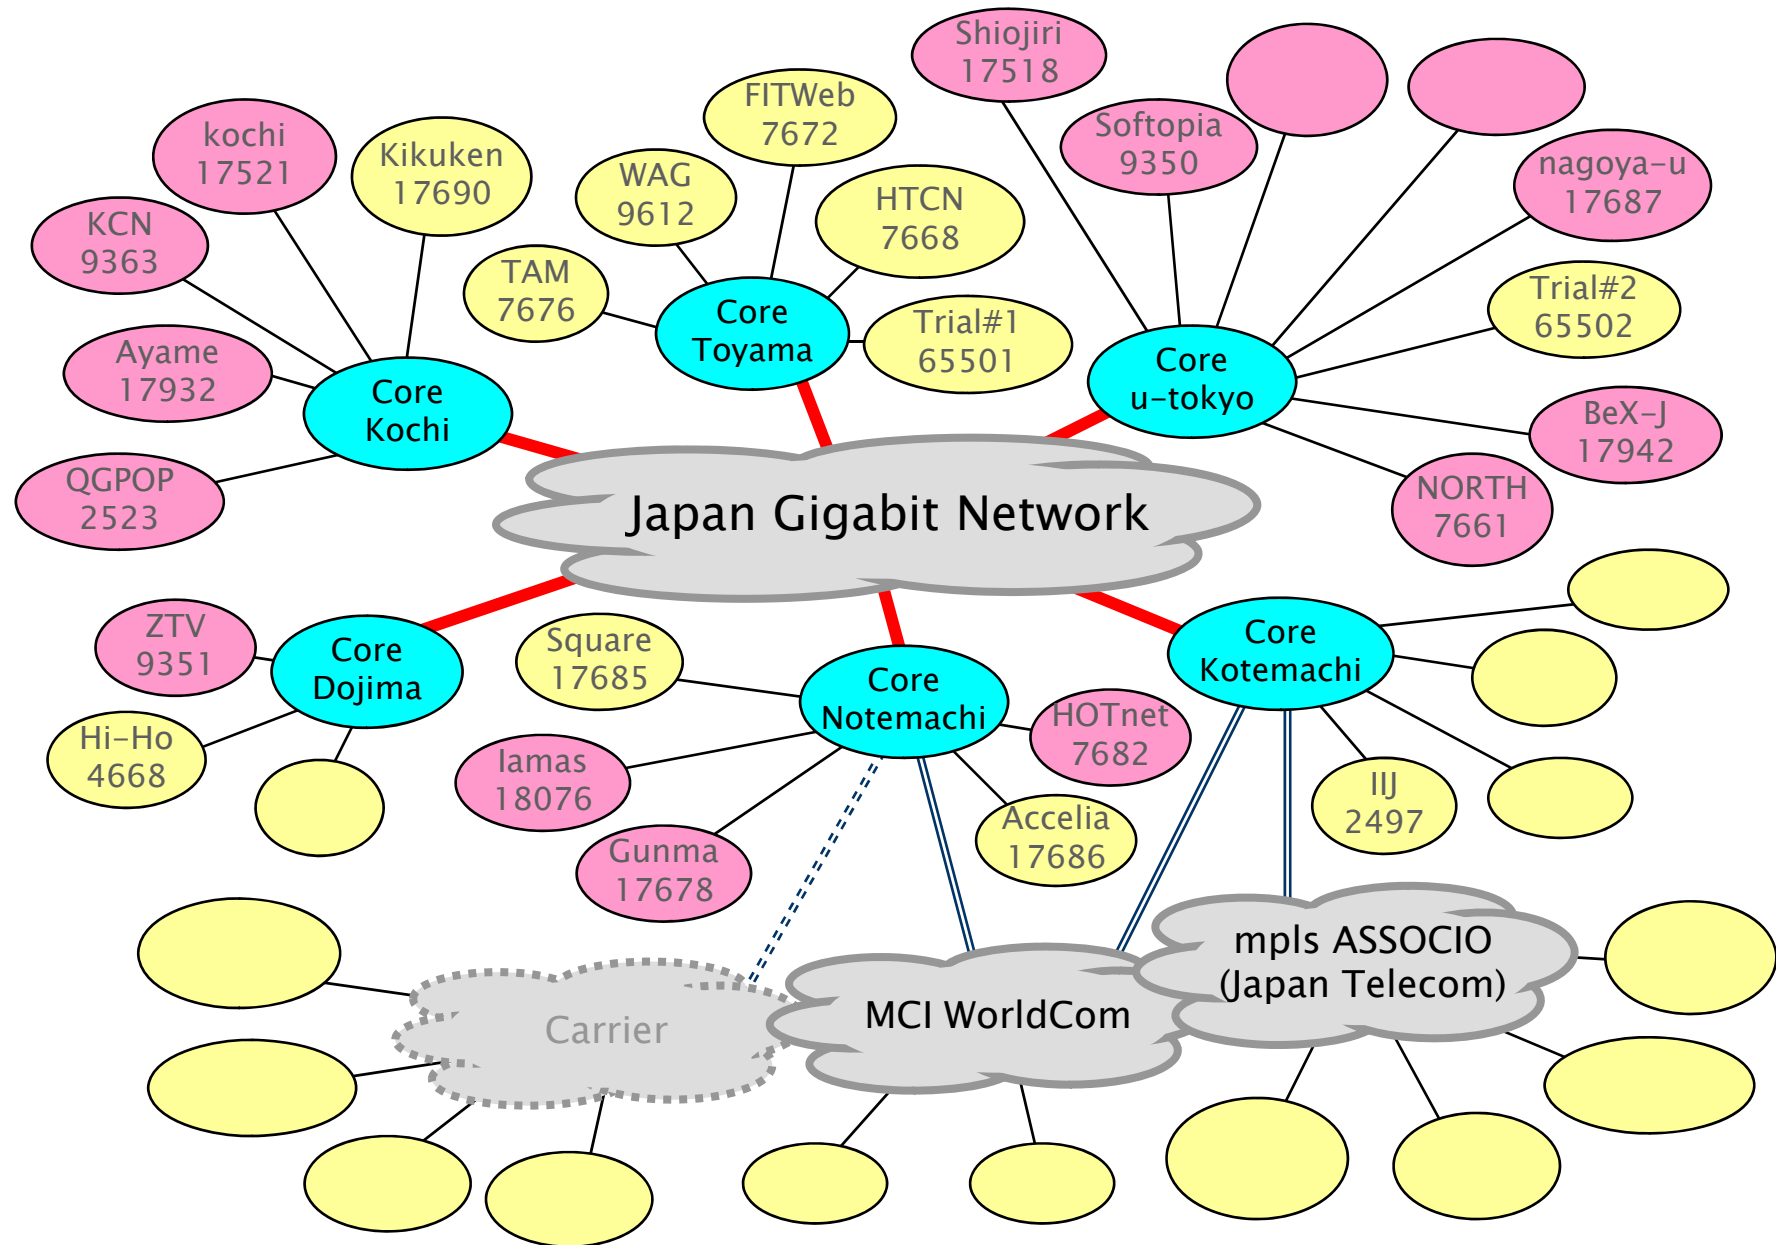 Shiojiri
17518
FITWeb
7672
kochi
17521
Kikuken
17690
Softopia
9350
WAG
9612
nagoya-u
17687
HTCN
7668
KCN
9363
TAM
7676
Core
Toyama
Trial#1
65501
Trial#2
65502
Ayame
17932
Core
Kochi
Core
u-tokyo
BeX-J
17942
QGPOP
2523
Japan Gigabit Network
NORTH
7661
ZTV
9351
Core
Dojima
Square
17685
Core
Notemachi
Core
Kotemachi
HOTnet
7682
Hi-Ho
4668
Iamas
18076
IIJ
2497
Accelia
17686
Gunma
17678
mpls ASSOCIO
(Japan Telecom)
MCI WorldCom
Carrier